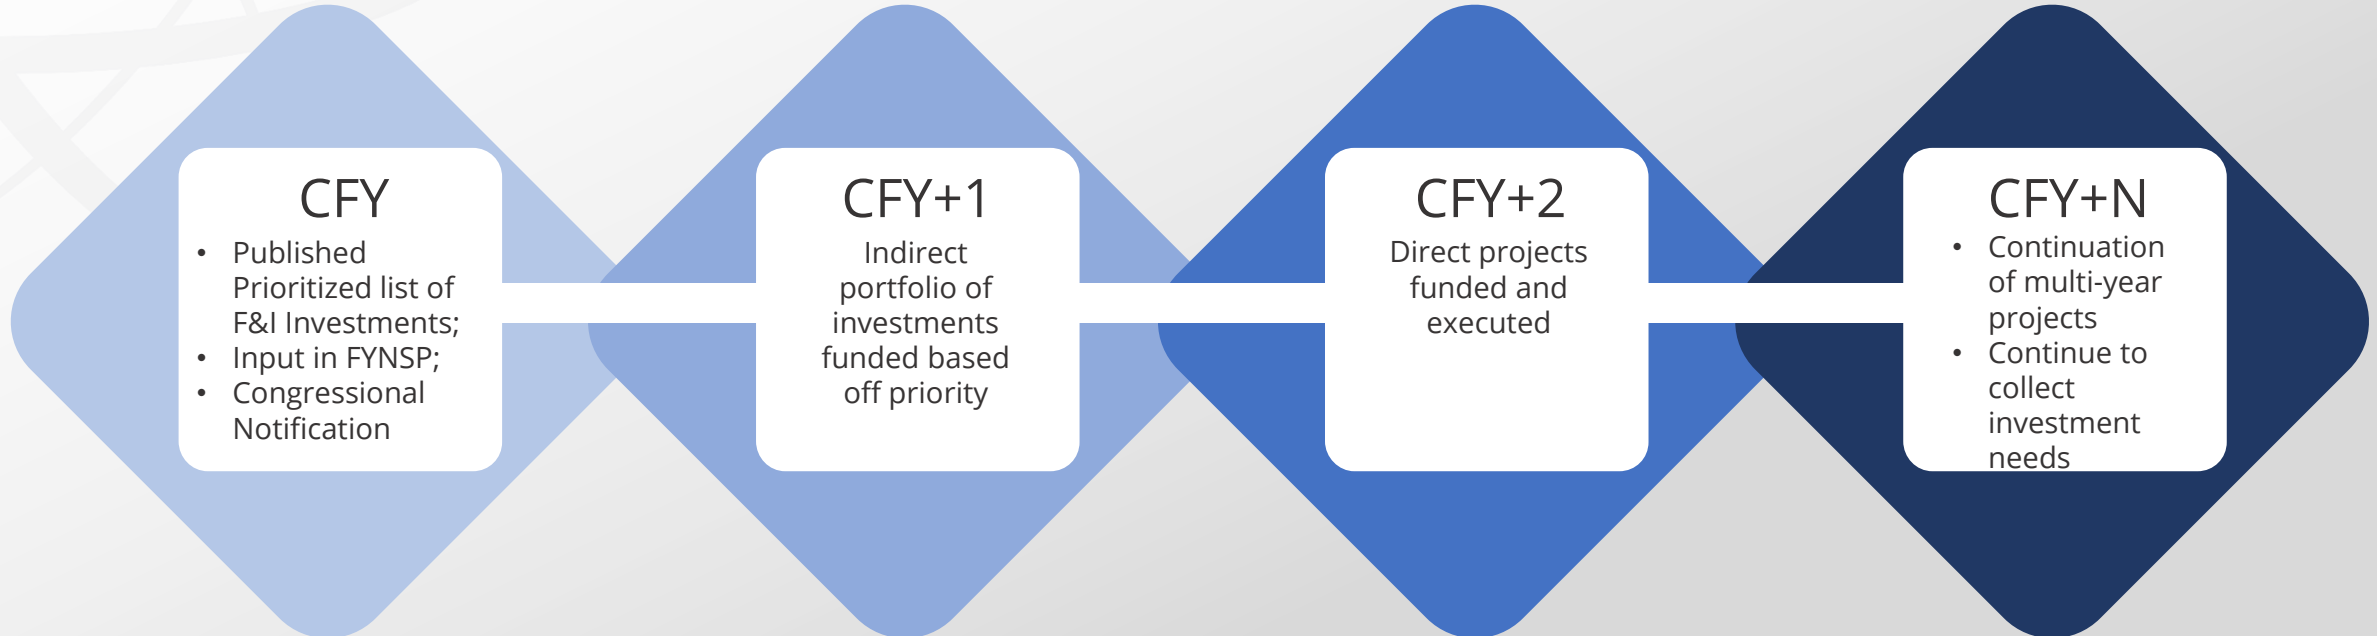 CFY
• Published
Prioritized list of
F&I Investments;
• Input in FYNSP;
• Congressional
Notification
CFY+1
Indirect
portfolio of
investments
funded based
off priority
CFY+2
Direct projects
funded and
executed
CFY+N
• Continuation
of multi-year
projects
• Continue to
collect
investment
needs